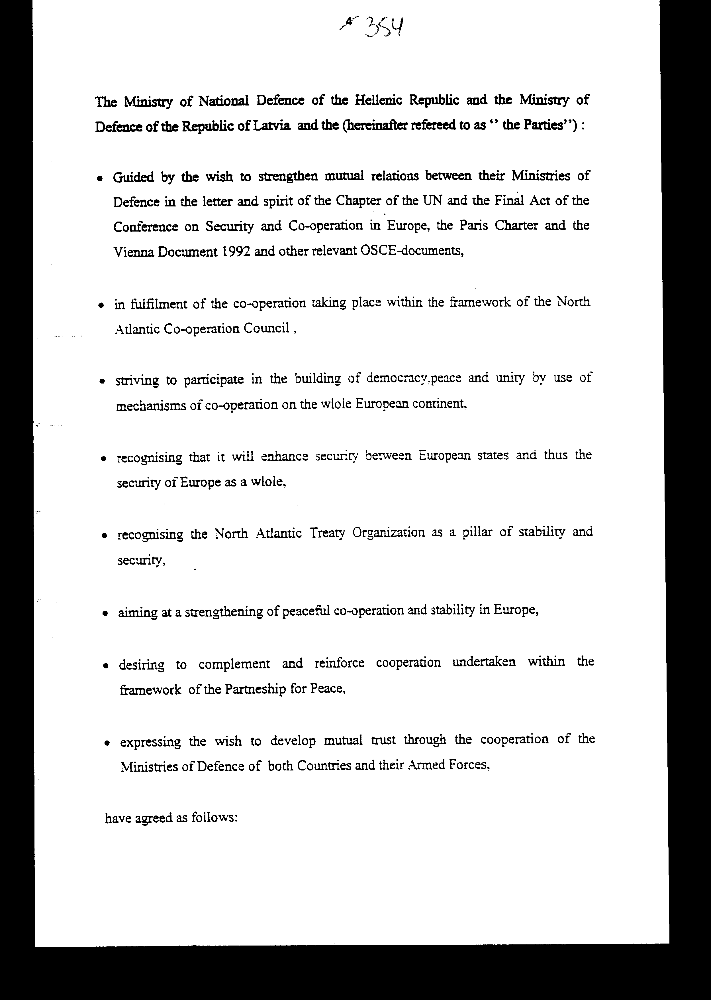 354
The Ministry of National Defence of the Hellenic Republic and the Ministry of
Defence of the Republic of Latvia and the (hereinafter refereed to as '' the Parties'') :
• Guided by the wish to strengthen mutual relations between their Ministries of
Defence in the letter and spirit of the Chapter of the UN and the Final Act of the
Conference on Security and Co-operation in Europe, the Paris Charter and the
Vienna Document 1992 and other relevant OSCE-documents,
• in fulfilment of the co-operation taking place within the framework of the North
Atlantic Co-operation Council ,
• striving to participate in the building of democracy,peace and unity by use of
mechanisms of co-operation on the wlole European continent.
• recognising that it will enhance security between European states and thus the
security of Europe as a wlole,
• recognising the North Atlantic Treaty Organization as a pillar of stability and
security,
• aiming at a strengthening of peaceful co-operation and stability in Europe,
• desiring to complement and reinforce cooperation undertaken within the
framework of the Partneship for Peace,
• expressing the wish to develop mutual trust through the cooperation of the
Ministries of Defence of both Countries and their Armed Forces,
have agreed as follows: